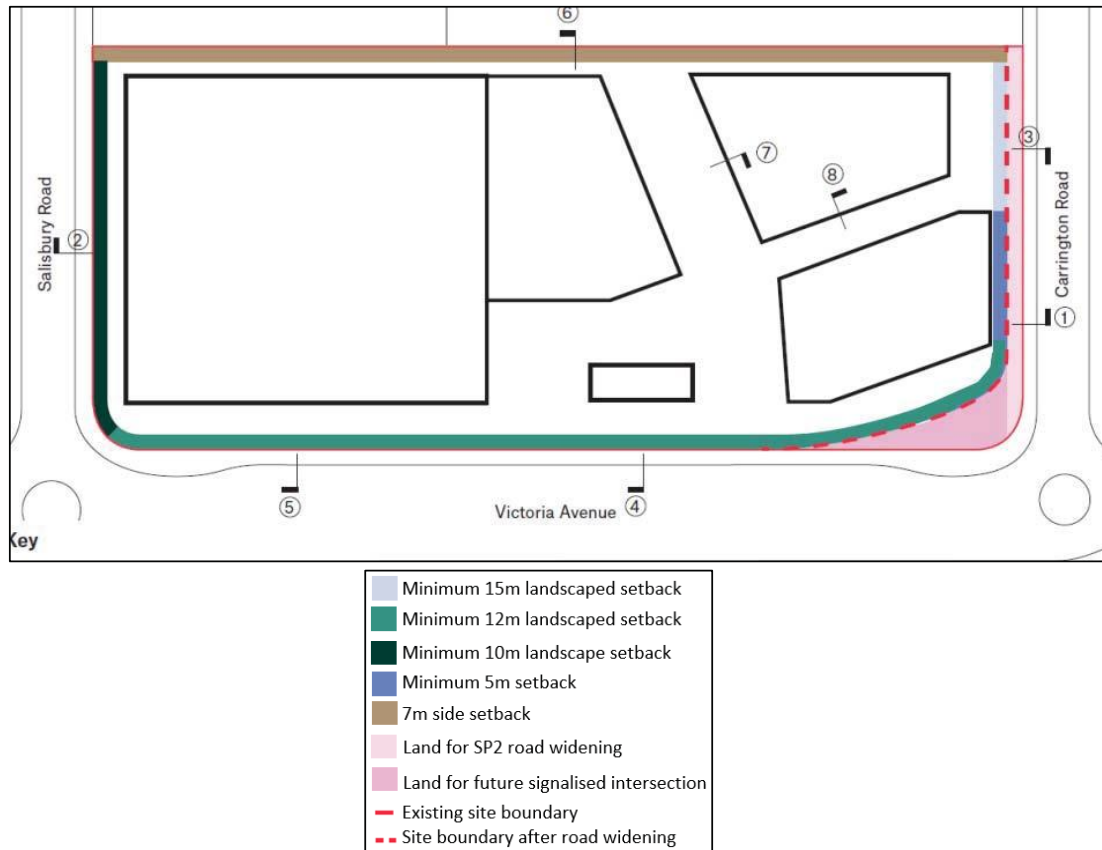 ⑥
③
⑦
⑧
Salisbury Road
②
Carrington Road
①
⑤
④
Victoria Avenue
Key
Minimum 15m landscaped setback
Minimum 12m landscaped setback
Minimum 10m landscape setback
Minimum 5m setback
7m side setback
Land for SP2 road widening
Land for future signalised intersection
Existing site boundary
Site boundary after road widening